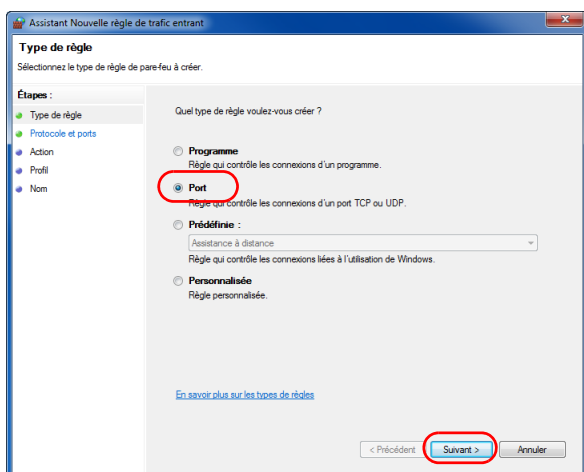 Assistant Nouvelle règle de trafic entrant
Type de règle
Sélectionnez le type de règle de pare-feu à créer.
Étapes :
Type de règle
Protocole et ports
Action
Profil
Nom
Quel type de règle voulez-vous créer ?
Programme
Règle qui contrôle les connexions d'un programme.
Port
Règle qui contrôle les connexions d'un port TCP ou UDP.
Prédéfinie :
Assistance à distance
Règle qui contrôle les connexions liées à l'utilisation de Windows.
Personnalisée
Règle personnalisée.
En savoir plus sur les types de règles
< Précédent
Suivant >
Annuler